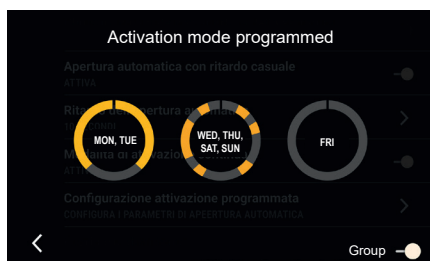 Activation mode programmed
Apertura automatica con ritardo casuale
ATTIVA
MON, TUE
WED, THU,
SAT, SUN
FRI
Configurazione attivazione programmata
CONFIGURA I PARAMETRI DI APEERTURA AUTOMATICA
Group